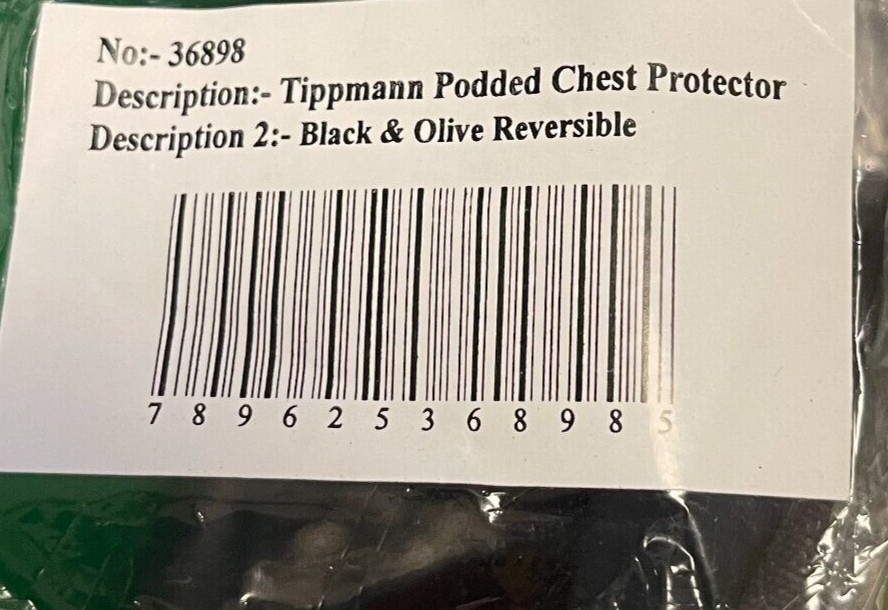 No:- 36898
Description:- Tippmann Podded Chest Protector
Description 2:- Black & Olive Reversible
7 8 9 6 2 5 3 6 8 9 8 5